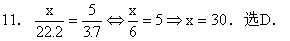 11. x/22.2 = 5/3.7 ⇔ x/6 = 5 ⇒ x = 30. 选D.